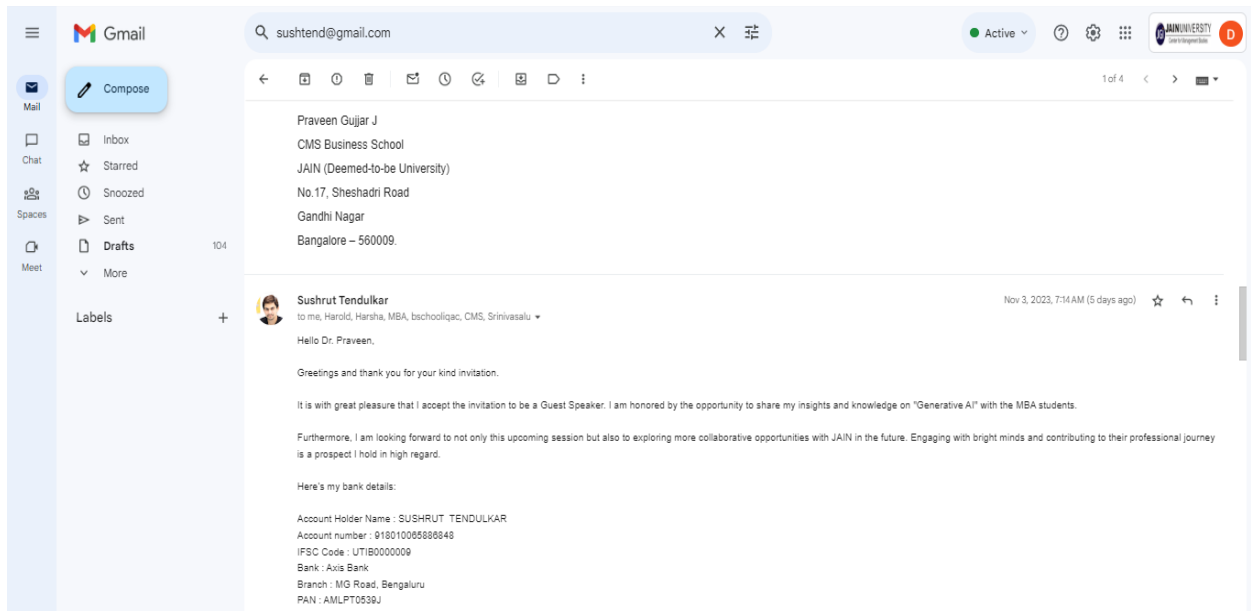 Gmail
sushtend@gmail.com
Active
JAIN UNIVERSITY
D
Mail
Chat
Spaces
Meet
Compose
Inbox
Starred
Snoozed
Sent
Drafts 104
More
Labels
1 of 4
Praveen Gujjar J
CMS Business School
JAIN (Deemed-to-be University)
No.17, Sheshadri Road
Gandhi Nagar
Bangalore – 560009.
Sushrut Tendulkar
Nov 3, 2023, 7:14 AM (5 days ago)
to me, Harold, Harsha, MBA, bschooliqac, CMS, Srinivasalu
Hello Dr. Praveen,
Greetings and thank you for your kind invitation.
It is with great pleasure that I accept the invitation to be a Guest Speaker. I am honored by the opportunity to share my insights and knowledge on "Generative AI" with the MBA students.
Furthermore, I am looking forward to not only this upcoming session but also to exploring more collaborative opportunities with JAIN in the future. Engaging with bright minds and contributing to their professional journey
is a prospect I hold in high regard.
Here's my bank details:
Account Holder Name : SUSHRUT TENDULKAR
Account number : 918010065886848
IFSC Code : UTIB0000009
Bank : Axis Bank
Branch : MG Road, Bengaluru
PAN : AMLPT0539J